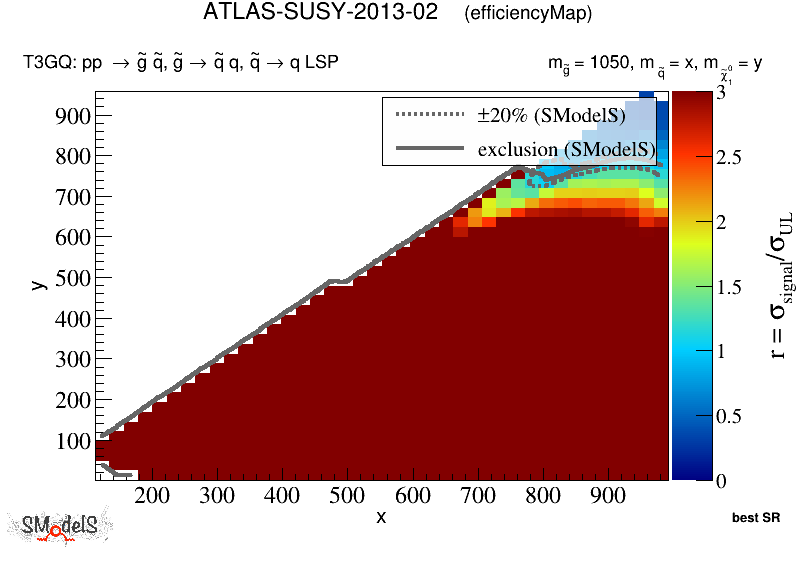 ATLAS-SUSY-2013-02 (efficiencyMap)
T3GQ: pp → g̃ q̃, g̃ → q̃ q, q̃ → q LSP
m_g̃ = 1050, m_q̃ = x, m_χ̃₁⁰ = y
±20% (SModelS)
exclusion (SModelS)
900
800
700
600
500
400
300
200
100
y
200 300 400 500 600 700 800 900
x
3
2.5
2
1.5
1
0.5
0
r = σ_signal/σ_UL
SModelS
best SR